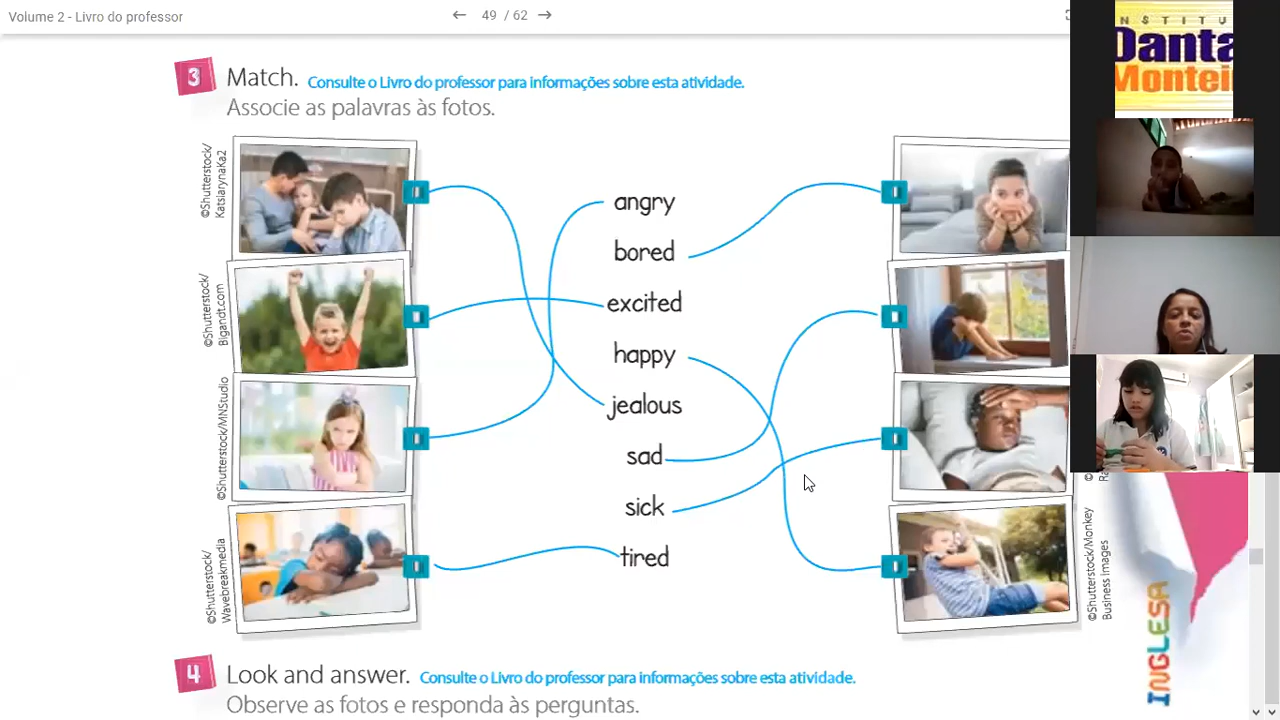 Volume 2 - Livro do professor
49 / 62
INSTITU
Danta
Montei
3 Match. Consulte o Livro do professor para informações sobre esta atividade.
Associe as palavras às fotos.
©Shutterstock/
KatsiarynaKa2
©Shutterstock/
Bigandt.com
©Shutterstock/MNStudio
©Shutterstock/
Wavebreakmedia
angry
bored
excited
happy
jealous
sad
sick
tired
©Shutterstock/Monkey
Business Images
INGLESA
4 Look and answer. Consulte o Livro do professor para informações sobre esta atividade.
Observe as fotos e responda às perguntas.